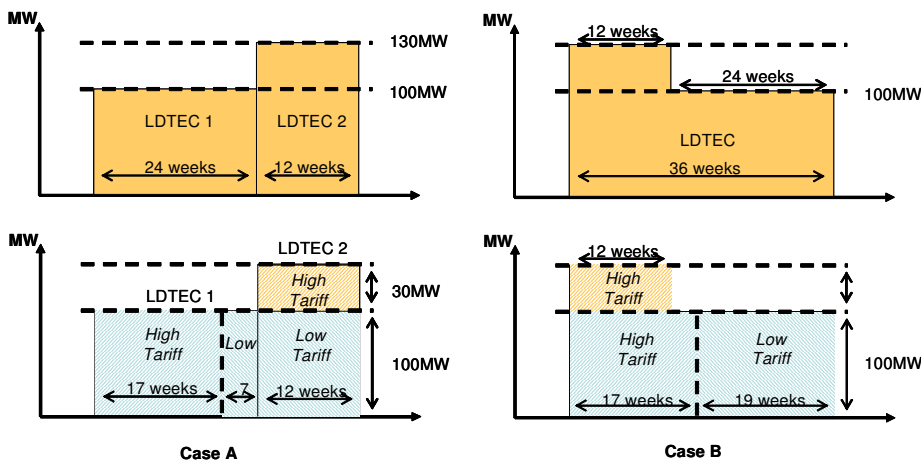 MW
130MW
100MW
LDTEC 1
LDTEC 2
24 weeks
12 weeks
MW
12 weeks
24 weeks
100MW
LDTEC
36 weeks
MW
LDTEC 2
LDTEC 1
High
Tariff
30MW
High
Tariff
Low
Low
Tariff
100MW
17 weeks
7
12 weeks
Case A
MW
12 weeks
High
Tariff
High
Tariff
Low
Tariff
100MW
17 weeks
19 weeks
Case B